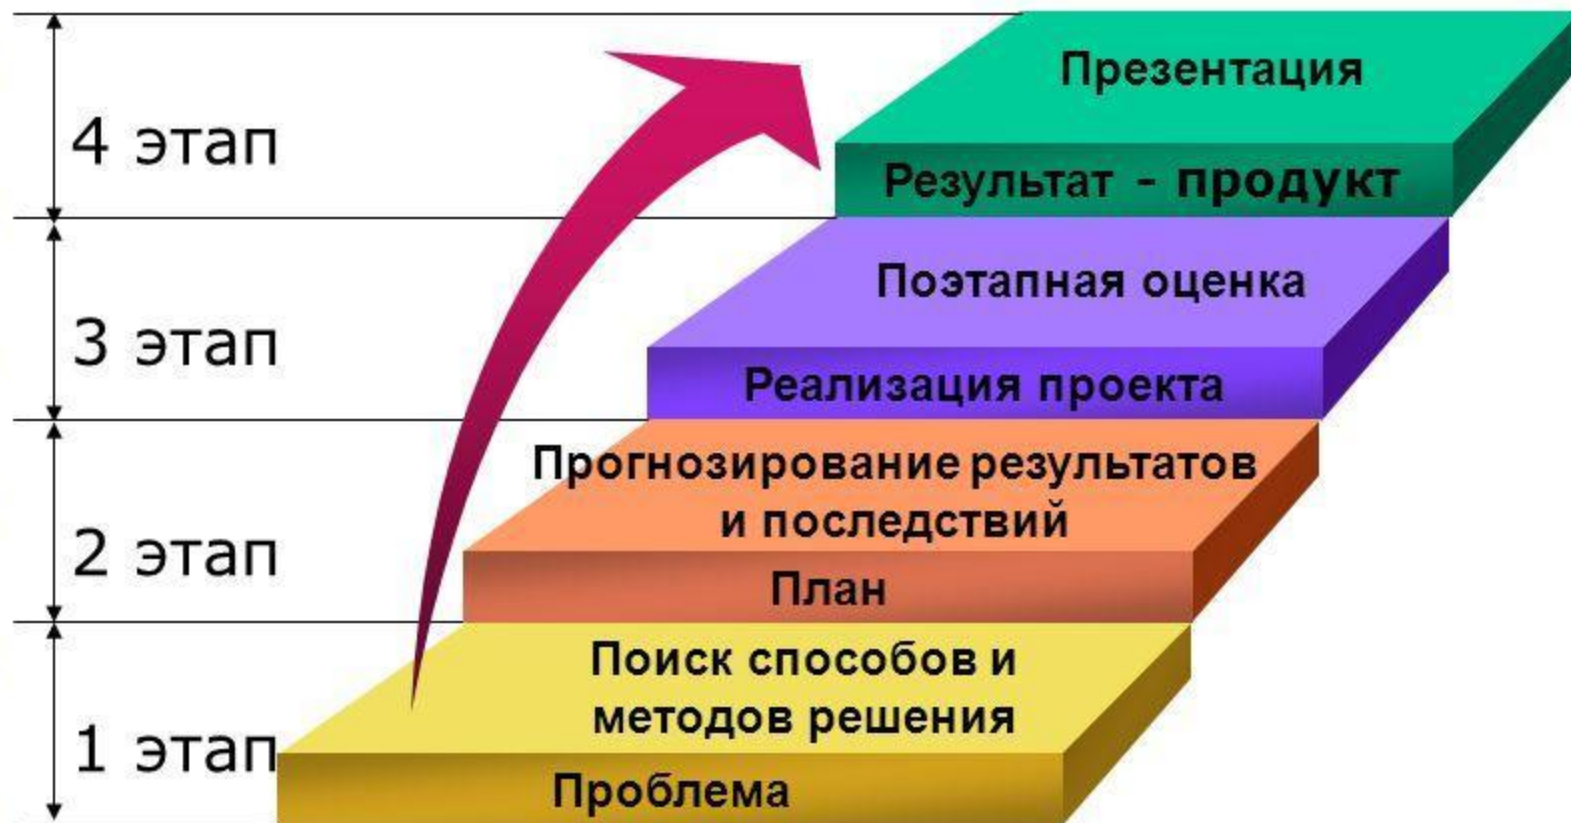 4 этап
Презентация
Результат - продукт
3 этап
Поэтапная оценка
Реализация проекта
2 этап
Прогнозирование результатов
и последствий
План
1 этап
Поиск способов и
методов решения
Проблема